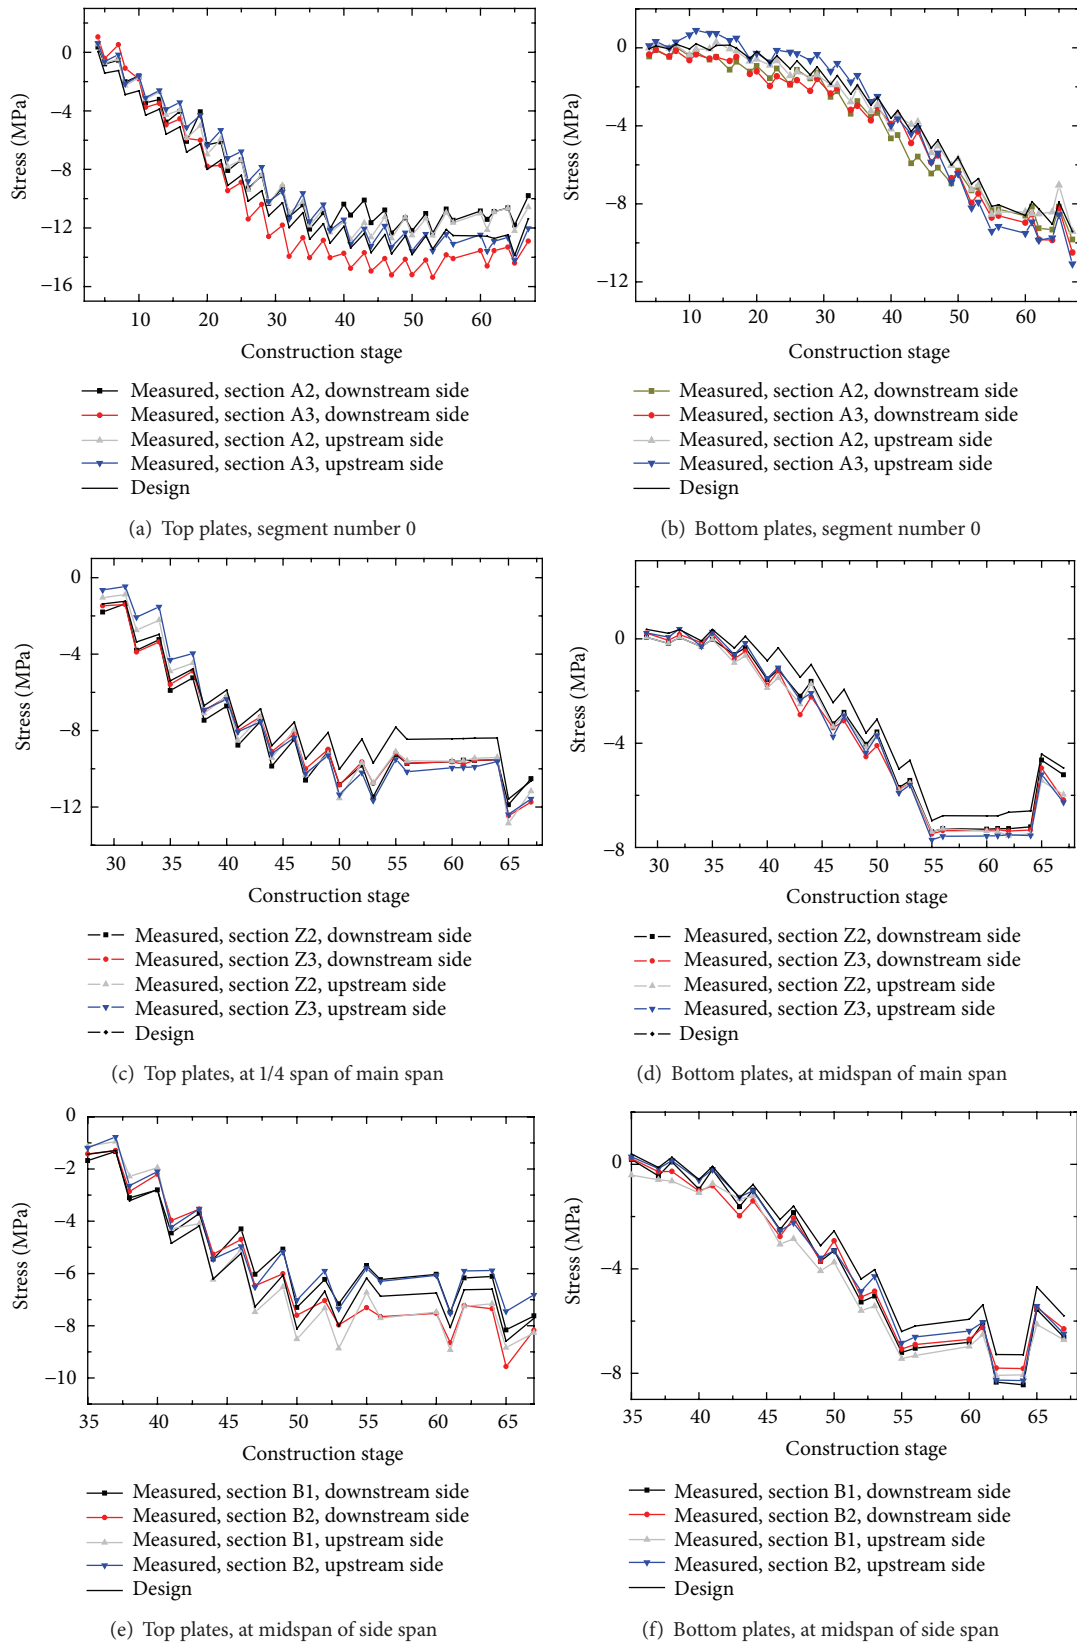 0
−4
−8
−12
−16
Stress (MPa)
10
20
30
40
50
60
Construction stage
Measured, section A2, downstream side
Measured, section A3, downstream side
Measured, section A2, upstream side
Measured, section A3, upstream side
Design
(a) Top plates, segment number 0
0
−4
−8
−12
Stress (MPa)
10
20
30
40
50
60
Construction stage
Measured, section A2, downstream side
Measured, section A3, downstream side
Measured, section A2, upstream side
Measured, section A3, upstream side
Design
(b) Bottom plates, segment number 0
0
−4
−8
−12
Stress (MPa)
30
35
40
45
50
55
60
65
Construction stage
Measured, section Z2, downstream side
Measured, section Z3, downstream side
Measured, section Z2, upstream side
Measured, section Z3, upstream side
Design
(c) Top plates, at 1/4 span of main span
0
−4
−8
Stress (MPa)
30
35
40
45
50
55
60
65
Construction stage
Measured, section Z2, downstream side
Measured, section Z3, downstream side
Measured, section Z2, upstream side
Measured, section Z3, upstream side
Design
(d) Bottom plates, at midspan of main span
0
−2
−4
−6
−8
−10
Stress (MPa)
35
40
45
50
55
60
65
Construction stage
Measured, section B1, downstream side
Measured, section B2, downstream side
Measured, section B1, upstream side
Measured, section B2, upstream side
Design
(e) Top plates, at midspan of side span
0
−4
−8
Stress (MPa)
35
40
45
50
55
60
65
Construction stage
Measured, section B1, downstream side
Measured, section B2, downstream side
Measured, section B1, upstream side
Measured, section B2, upstream side
Design
(f) Bottom plates, at midspan of side span